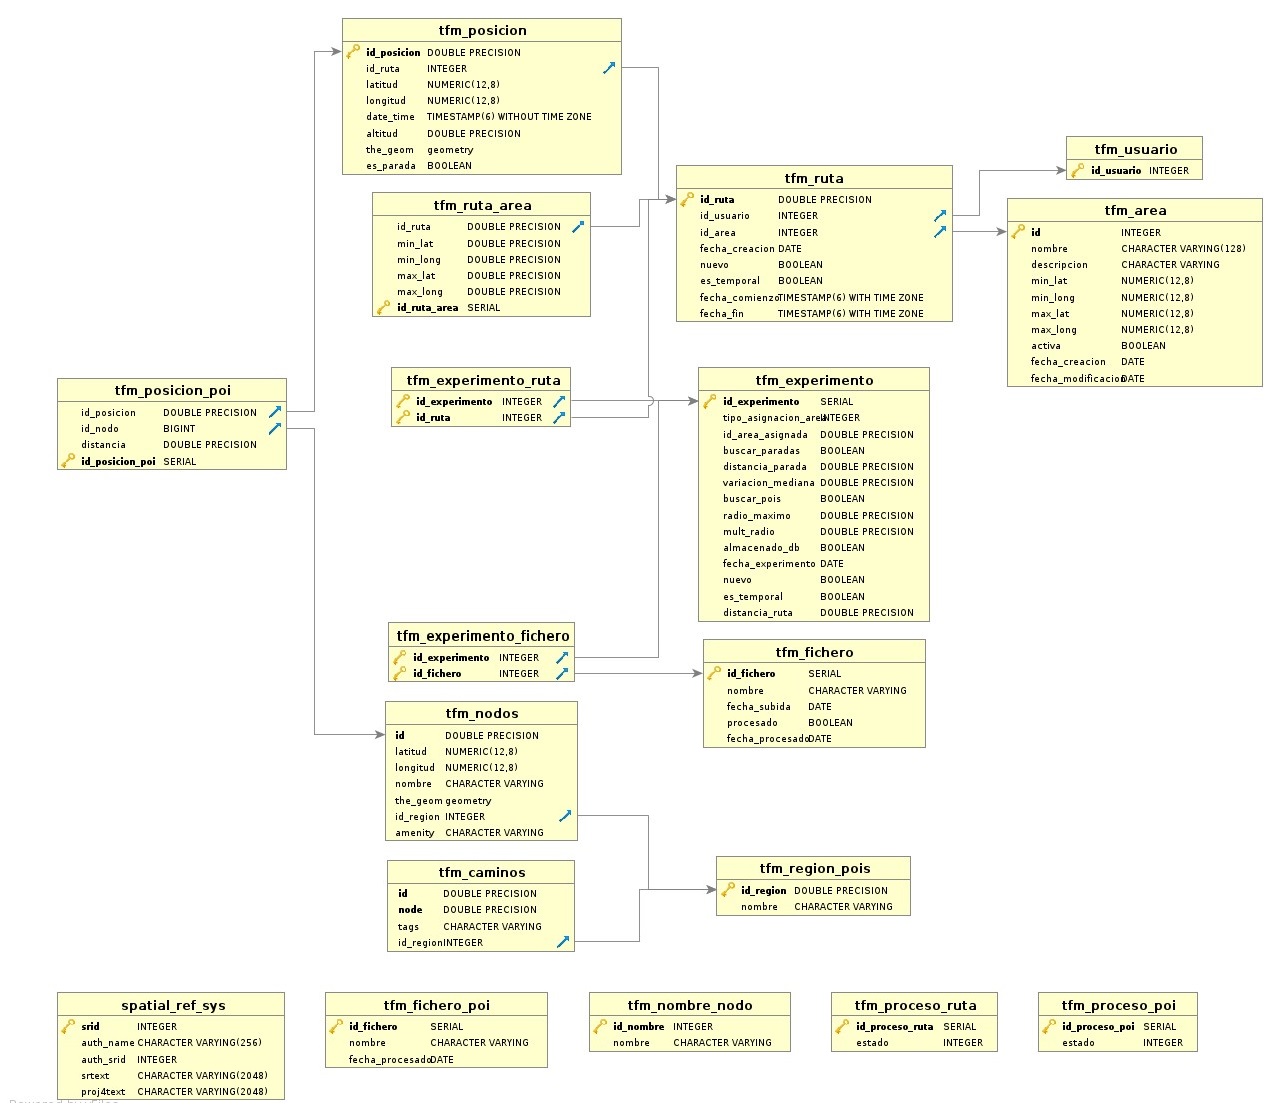 tfm_posicion
id_posicion DOUBLE PRECISION
id_ruta INTEGER
latitud NUMERIC(12,8)
longitud NUMERIC(12,8)
date_time TIMESTAMP(6) WITHOUT TIME ZONE
altitud DOUBLE PRECISION
the_geom geometry
es_parada BOOLEAN
tfm_ruta_area
id_ruta DOUBLE PRECISION
min_lat DOUBLE PRECISION
min_long DOUBLE PRECISION
max_lat DOUBLE PRECISION
max_long DOUBLE PRECISION
id_ruta_area SERIAL
tfm_ruta
id_ruta DOUBLE PRECISION
id_usuario INTEGER
id_area INTEGER
fecha_creacion DATE
nuevo BOOLEAN
es_temporal BOOLEAN
fecha_comienzo TIMESTAMP(6) WITH TIME ZONE
fecha_fin TIMESTAMP(6) WITH TIME ZONE
tfm_usuario
id_usuario INTEGER
tfm_area
id INTEGER
nombre CHARACTER VARYING(128)
descripcion CHARACTER VARYING
min_lat NUMERIC(12,8)
min_long NUMERIC(12,8)
max_lat NUMERIC(12,8)
max_long NUMERIC(12,8)
activa BOOLEAN
fecha_creacion DATE
fecha_modificacion DATE
tfm_posicion_poi
id_posicion DOUBLE PRECISION
id_nodo BIGINT
distancia DOUBLE PRECISION
id_posicion_poi SERIAL
tfm_experimento_ruta
id_experimento INTEGER
id_ruta INTEGER
tfm_experimento
id_experimento SERIAL
tipo_asignacion_area INTEGER
id_area_asignada DOUBLE PRECISION
buscar_paradas BOOLEAN
distancia_parada DOUBLE PRECISION
variacion_mediana DOUBLE PRECISION
buscar_pois BOOLEAN
radio_maximo DOUBLE PRECISION
mult_radio DOUBLE PRECISION
almacenado_db BOOLEAN
fecha_experimento DATE
nuevo BOOLEAN
es_temporal BOOLEAN
distancia_ruta DOUBLE PRECISION
tfm_experimento_fichero
id_experimento INTEGER
id_fichero INTEGER
tfm_fichero
id_fichero SERIAL
nombre CHARACTER VARYING
fecha_subida DATE
procesado BOOLEAN
fecha_procesado DATE
tfm_nodos
id DOUBLE PRECISION
latitud NUMERIC(12,8)
longitud NUMERIC(12,8)
nombre CHARACTER VARYING
the_geom geometry
id_region INTEGER
amenity CHARACTER VARYING
tfm_caminos
id DOUBLE PRECISION
node DOUBLE PRECISION
tags CHARACTER VARYING
id_region INTEGER
tfm_region_pois
id_region DOUBLE PRECISION
nombre CHARACTER VARYING
spatial_ref_sys
srid INTEGER
auth_name CHARACTER VARYING(256)
auth_srid INTEGER
srtext CHARACTER VARYING(2048)
proj4text CHARACTER VARYING(2048)
tfm_fichero_poi
id_fichero SERIAL
nombre CHARACTER VARYING
fecha_procesado DATE
tfm_nombre_nodo
id_nombre INTEGER
nombre CHARACTER VARYING
tfm_proceso_ruta
id_proceso_ruta SERIAL
estado INTEGER
tfm_proceso_poi
id_proceso_poi SERIAL
estado INTEGER